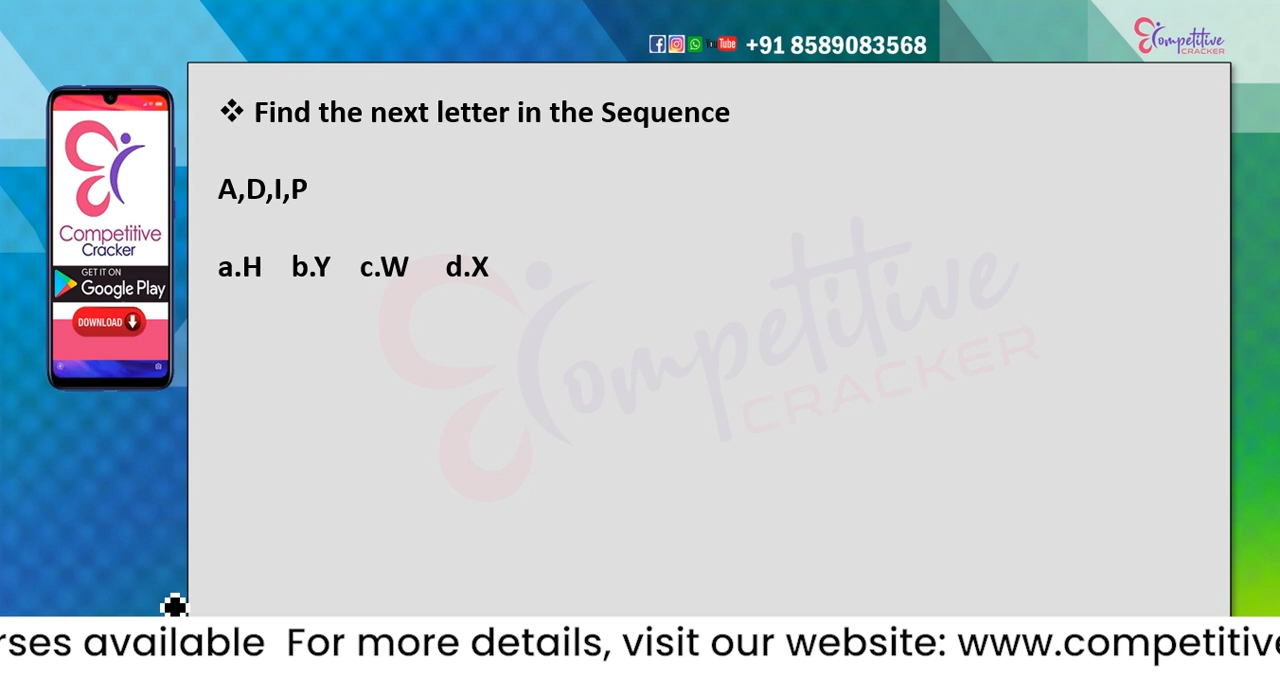 +91 8589083568
Competitive
CRACKER
❖ Find the next letter in the Sequence
A,D,I,P
a.H b.Y c.W d.X
Competitive
Cracker
GET IT ON
Google Play
DOWNLOAD
Competitive
CRACKER
rses available For more details, visit our website: www.competitive